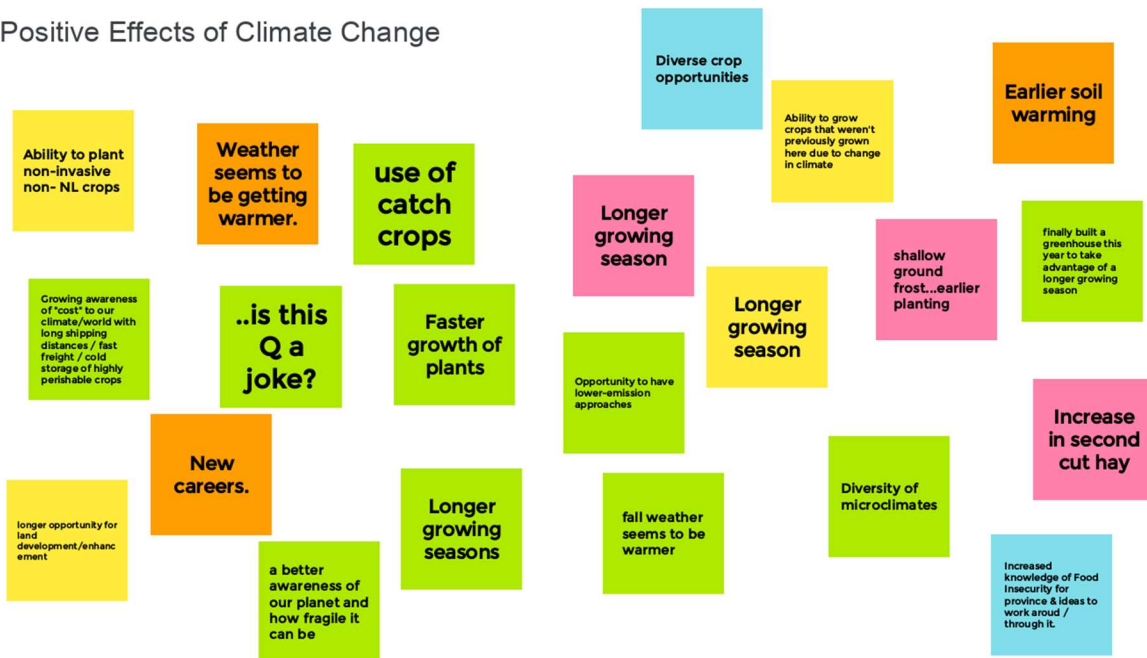 Positive Effects of Climate Change
Diverse crop
opportunities
Earlier soil
warming
Ability to grow
crops that weren't
previously grown
here due to change
in climate
Ability to plant
non-invasive
non- NL crops
Weather
seems to
be getting
warmer.
use of
catch
crops
Longer
growing
season
shallow
ground
frost...earlier
planting
finally built a
greenhouse this
year to take
advantage of a
longer growing
season
Growing awareness
of "cost" to our
climate/world with
long shipping
distances / fast
freight / cold
storage of highly
perishable crops
..is this
Q a
joke?
Faster
growth of
plants
Longer
growing
season
Opportunity to have
lower-emission
approaches
Increase
in second
cut hay
New
careers.
Diversity of
microclimates
longer opportunity for
land
development/enhanc
ement
Longer
growing
seasons
fall weather
seems to be
warmer
a better
awareness of
our planet and
how fragile it
can be
Increased
knowledge of Food
Insecurity for
province & ideas to
work aroud /
through it.